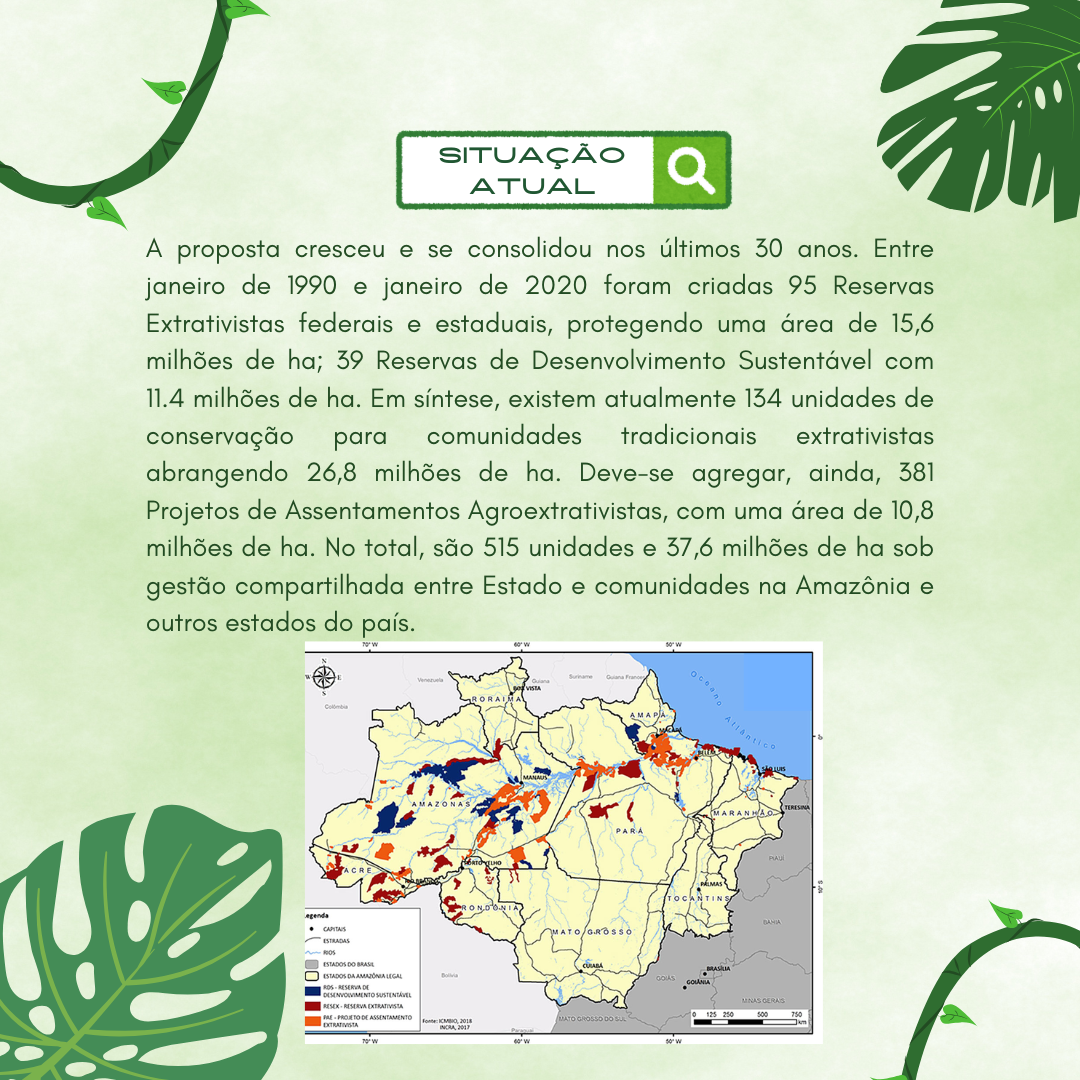 SITUAÇÃO
ATUAL
A proposta cresceu e se consolidou nos últimos 30 anos. Entre
janeiro de 1990 e janeiro de 2020 foram criadas 95 Reservas
Extrativistas federais e estaduais, protegendo uma área de 15,6
milhões de ha; 39 Reservas de Desenvolvimento Sustentável com
11.4 milhões de ha. Em síntese, existem atualmente 134 unidades de
conservação para comunidades tradicionais extrativistas
abrangendo 26,8 milhões de ha. Deve-se agregar, ainda, 381
Projetos de Assentamentos Agroextrativistas, com uma área de 10,8
milhões de ha. No total, são 515 unidades e 37,6 milhões de ha sob
gestão compartilhada entre Estado e comunidades na Amazônia e
outros estados do país.
70° W 60° W 50° W
N
W E
S
Colômbia
Venezuela
Guiana
Suriname
Guiana Frances
Oceano Atlântico
BOA VISTA
RORAIMA
AMAPÁ
MACAPÁ
0°
BELÉM
SÃO LUIS
MANAUS
AMAZONAS
TERESINA
MARANHÃO
PARÁ
PIAUÍ
ACRE
PORTO VELHO
RIO BRANCO
10° S
PALMAS
TOCANTINS
RONDÔNIA
BAHIA
MATO GROSSO
CUIABÁ
BRASÍLIA
GOIÁS
GOIÂNIA
Bolívia
MINAS GERAIS
MATO GROSSO DO SUL
Paraguai
egenda
CAPITAIS
ESTRADAS
RIOS
ESTADOS DO BRASIL
ESTADOS DA AMAZÔNIA LEGAL
RDS - RESERVA DE
DESENVOLVIMENTO SUSTENTÁVEL
RESEX - RESERVA EXTRATIVISTA
PAE - PROJETO DE ASSENTAMENTO
EXTRATIVISTA
Fonte: ICMBIO, 2018
INCRA, 2017
0 125 250 500 750
km
70° W 60° W 50° W